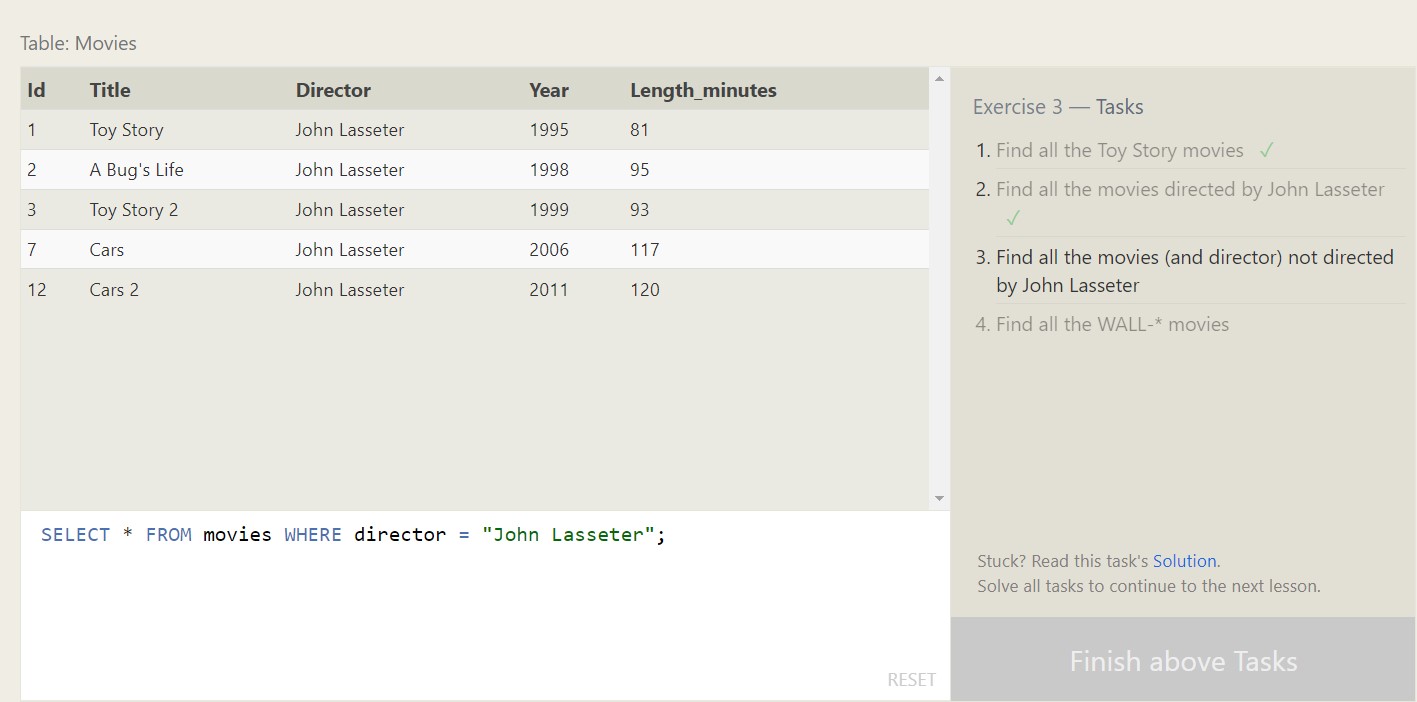 Table: Movies
Id Title Director Year Length_minutes
1 Toy Story John Lasseter 1995 81
2 A Bug's Life John Lasseter 1998 95
3 Toy Story 2 John Lasseter 1999 93
7 Cars John Lasseter 2006 117
12 Cars 2 John Lasseter 2011 120
SELECT * FROM movies WHERE director = "John Lasseter";
RESET
Exercise 3 — Tasks
1. Find all the Toy Story movies ✓
2. Find all the movies directed by John Lasseter
✓
3. Find all the movies (and director) not directed
by John Lasseter
4. Find all the WALL-* movies
Stuck? Read this task's Solution.
Solve all tasks to continue to the next lesson.
Finish above Tasks